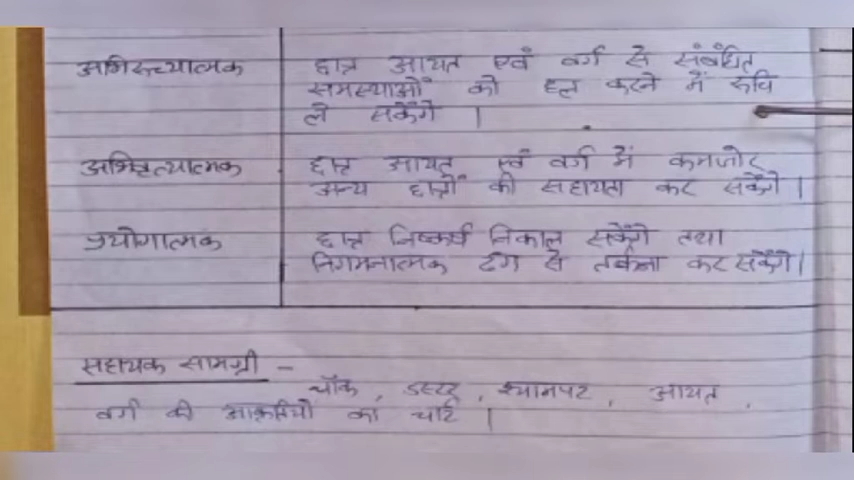 अभिरुच्यात्मक छात्र आयत एवं वर्ग से संबंधित
समस्याओं को हल करने में रुचि
ले सकेंगे |
अभिवृत्यात्मक छात्र आयत एवं वर्ग में कमजोर
अन्य छात्रों की सहायता कर सकेंगे |
प्रयोगात्मक छात्र निष्कर्ष निकाल सकेंगे तथा
निगमनात्मक ढंग से तर्कना कर सकेंगे |
सहायक सामग्री -
चॉक , डस्टर , श्यामपट , आयत ,
वर्ग की आकृतियों का चार्ट |